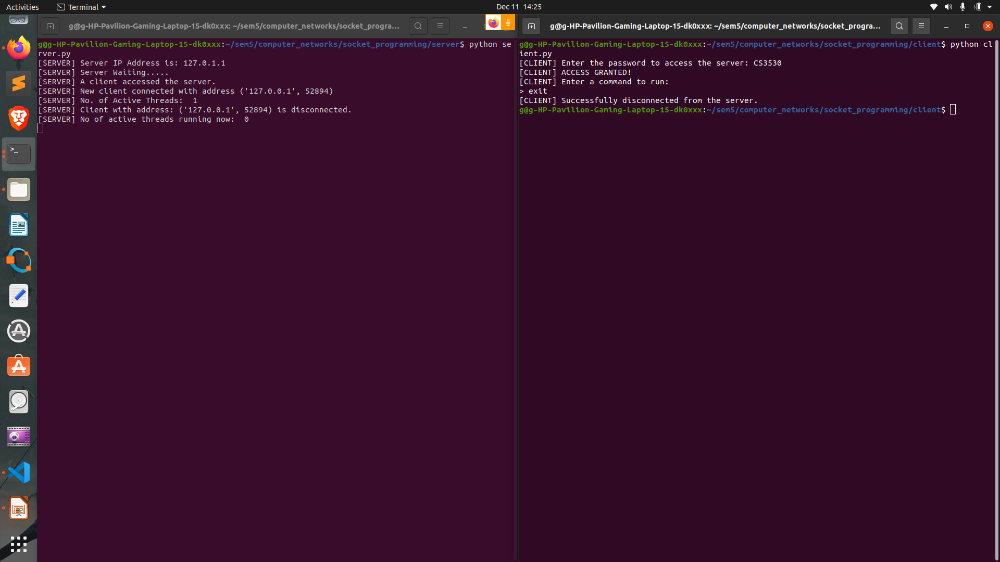 Activities
Terminal
Dec 11 14:25
g@g-HP-Pavilion-Gaming-Laptop-15-dk0xxx: ~/sem5/computer_networks/socket_progra...
g@g-HP-Pavilion-Gaming-Laptop-15-dk0xxx:~/sem5/computer_networks/socket_programming/server$ python se
rver.py
[SERVER] Server IP Address is: 127.0.1.1
[SERVER] Server Waiting.....
[SERVER] A client accessed the server.
[SERVER] New client connected with address ('127.0.0.1', 52894)
[SERVER] No. of Active Threads:  1
[SERVER] Client with address: ('127.0.0.1', 52894) is disconnected.
[SERVER] No of active threads running now:  0
g@g-HP-Pavilion-Gaming-Laptop-15-dk0xxx: ~/sem5/computer_networks/socket_progra...
g@g-HP-Pavilion-Gaming-Laptop-15-dk0xxx:~/sem5/computer_networks/socket_programming/client$ python cl
ient.py
[CLIENT] Enter the password to access the server: CS3530
[CLIENT] ACCESS GRANTED!
[CLIENT] Enter a command to run:
> exit
[CLIENT] Successfully disconnected from the server.
g@g-HP-Pavilion-Gaming-Laptop-15-dk0xxx:~/sem5/computer_networks/socket_programming/client$